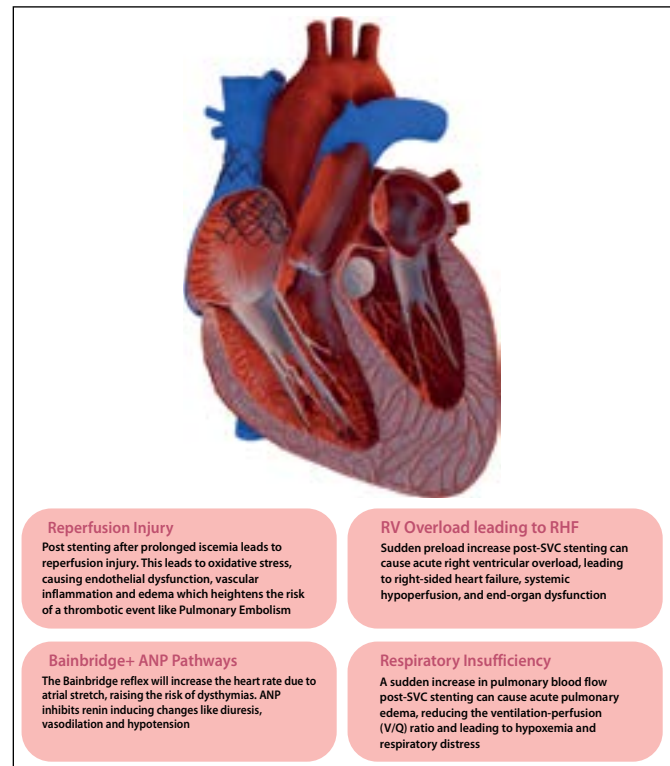 Reperfusion Injury
Post stenting after prolonged iscemia leads to
reperfusion injury. This leads to oxidative stress,
causing endothelial dysfunction, vascular
inflammation and edema which heightens the risk
of a thrombotic event like Pulmonary Embolism
RV Overload leading to RHF
Sudden preload increase post-SVC stenting can
cause acute right ventricular overload, leading
to right-sided heart failure, systemic
hypoperfusion, and end-organ dysfunction
Bainbridge+ ANP Pathways
The Bainbridge reflex will increase the heart rate due to
atrial stretch, raising the risk of dysthymias. ANP
inhibits renin inducing changes like diuresis,
vasodilation and hypotension
Respiratory Insufficiency
A sudden increase in pulmonary blood flow
post-SVC stenting can cause acute pulmonary
edema, reducing the ventilation-perfusion
(V/Q) ratio and leading to hypoxemia and
respiratory distress